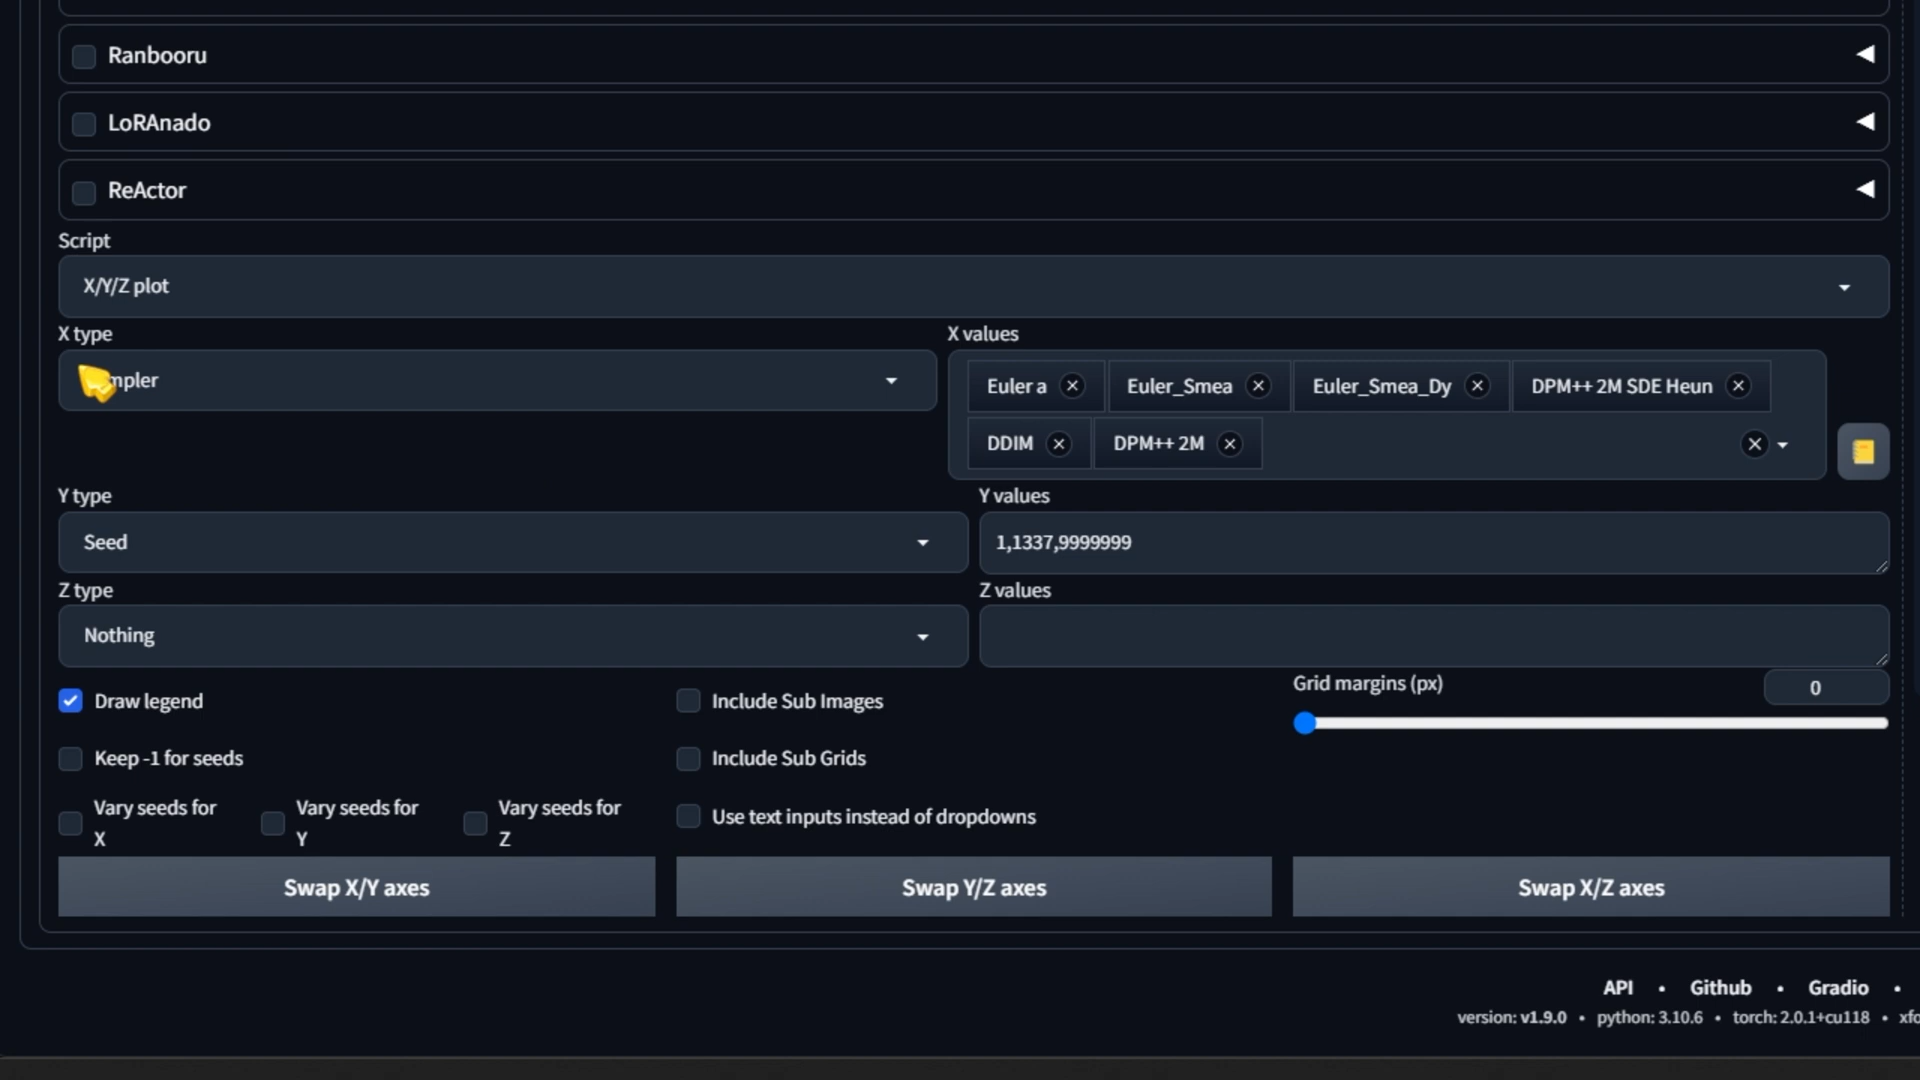 Ranbooru
LoRAnado
ReActor
Script
X/Y/Z plot
X type
X values
mpler
Euler a
Euler_Smea
Euler_Smea_Dy
DPM++ 2M SDE Heun
DDIM
DPM++ 2M
Y type
Y values
Seed
1,1337,9999999
Z type
Z values
Nothing
Draw legend
Include Sub Images
Grid margins (px)
0
Keep -1 for seeds
Include Sub Grids
Vary seeds for
X
Vary seeds for
Y
Vary seeds for
Z
Use text inputs instead of dropdowns
Swap X/Y axes
Swap Y/Z axes
Swap X/Z axes
API • Github • Gradio •
version: v1.9.0 • python: 3.10.6 • torch: 2.0.1+cu118 • xfo